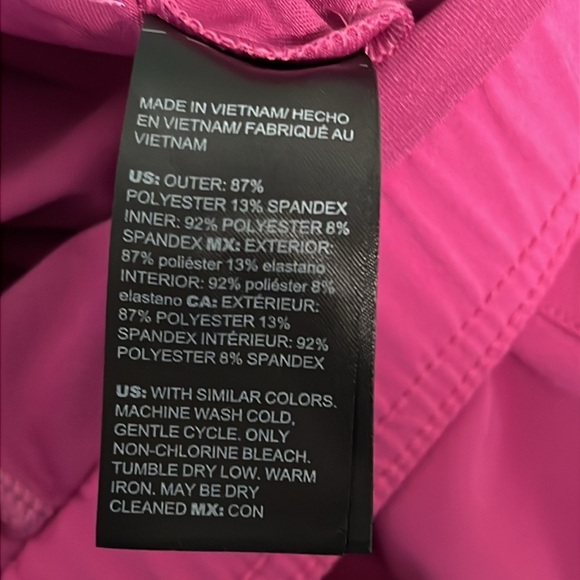 MADE IN VIETNAM/ HECHO
EN VIETNAM/ FABRIQUÉ AU
VIETNAM
US: OUTER: 87%
POLYESTER 13% SPANDEX
INNER: 92% POLYESTER 8%
SPANDEX MX: EXTERIOR:
87% poliéster 13% elastano
INTERIOR: 92% poliéster 8%
elastano CA: EXTÉRIEUR:
87% POLYESTER 13%
SPANDEX INTÉRIEUR: 92%
POLYESTER 8% SPANDEX
US: WITH SIMILAR COLORS.
MACHINE WASH COLD,
GENTLE CYCLE. ONLY
NON-CHLORINE BLEACH.
TUMBLE DRY LOW. WARM
IRON. MAY BE DRY
CLEANED MX: CON